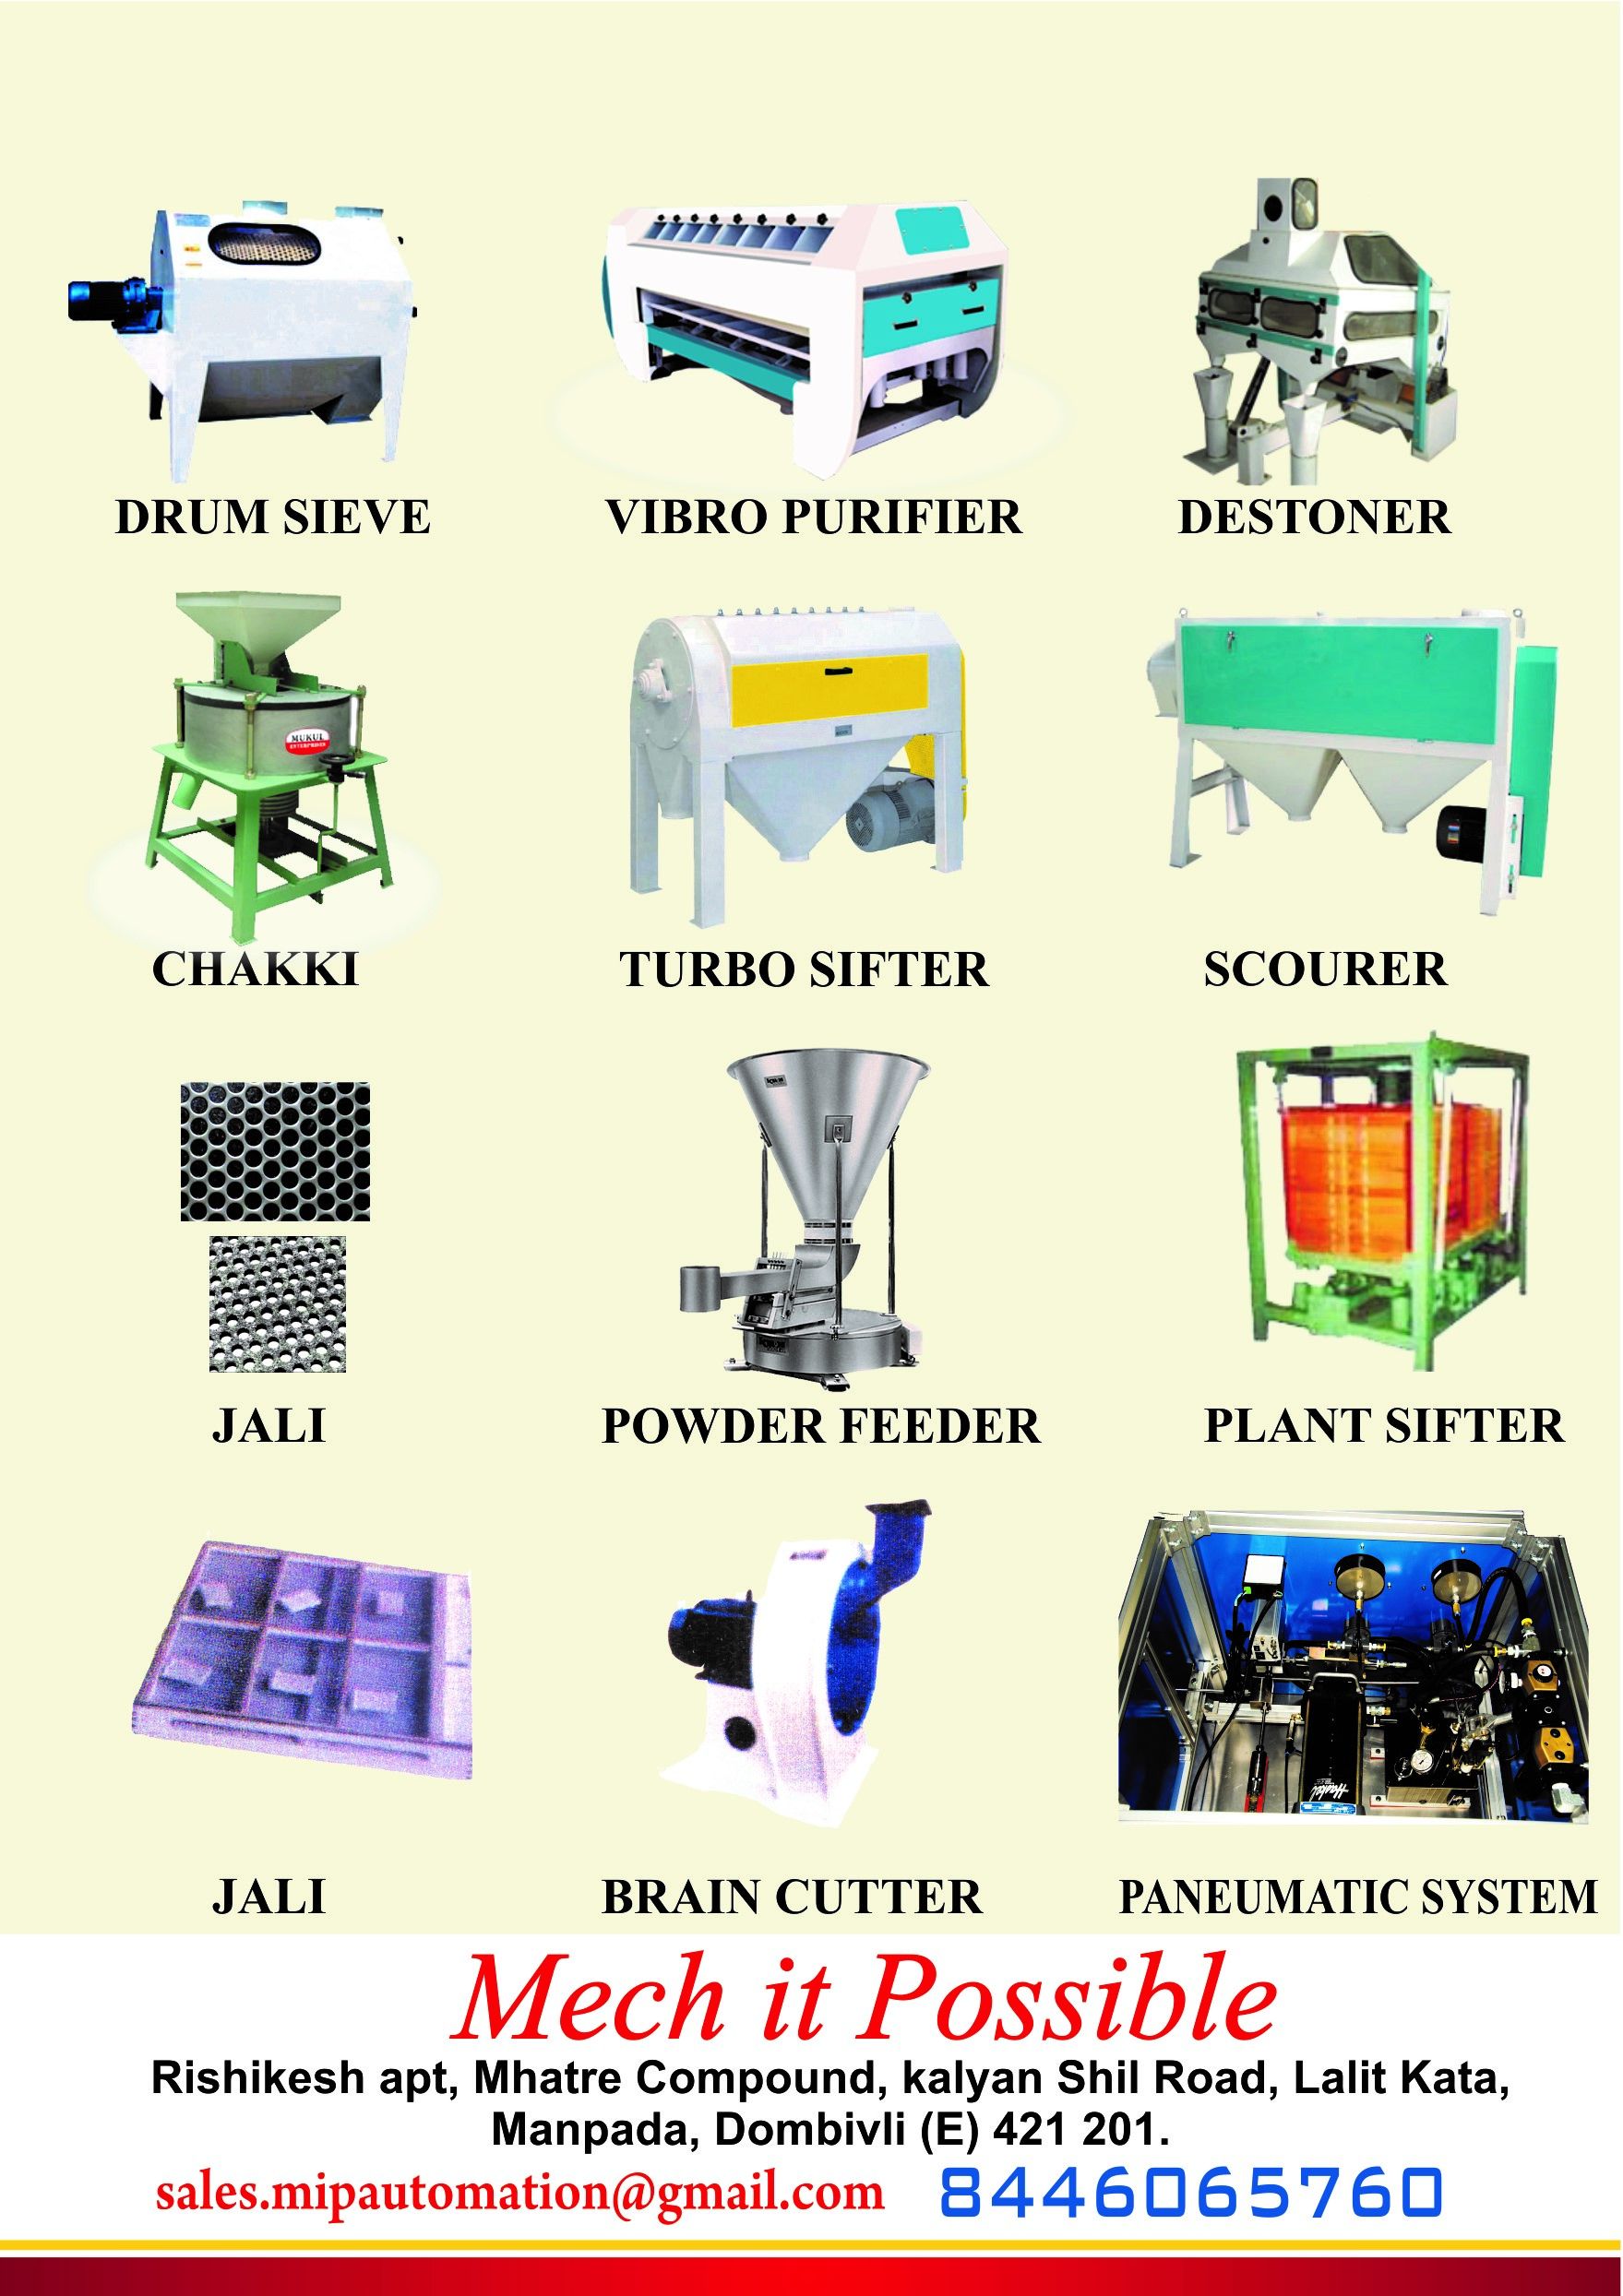 DRUM SIEVE
VIBRO PURIFIER
DESTONER
MUKUL
ENTERPRISES
CHAKKI
TURBO SIFTER
SCOURER
JALI
POWDER FEEDER
PLANT SIFTER
JALI
BRAIN CUTTER
PANEUMATIC SYSTEM
Mech it Possible
Rishikesh apt, Mhatre Compound, kalyan Shil Road, Lalit Kata,
Manpada, Dombivli (E) 421 201.
sales.mipautomation@gmail.com 8446065760